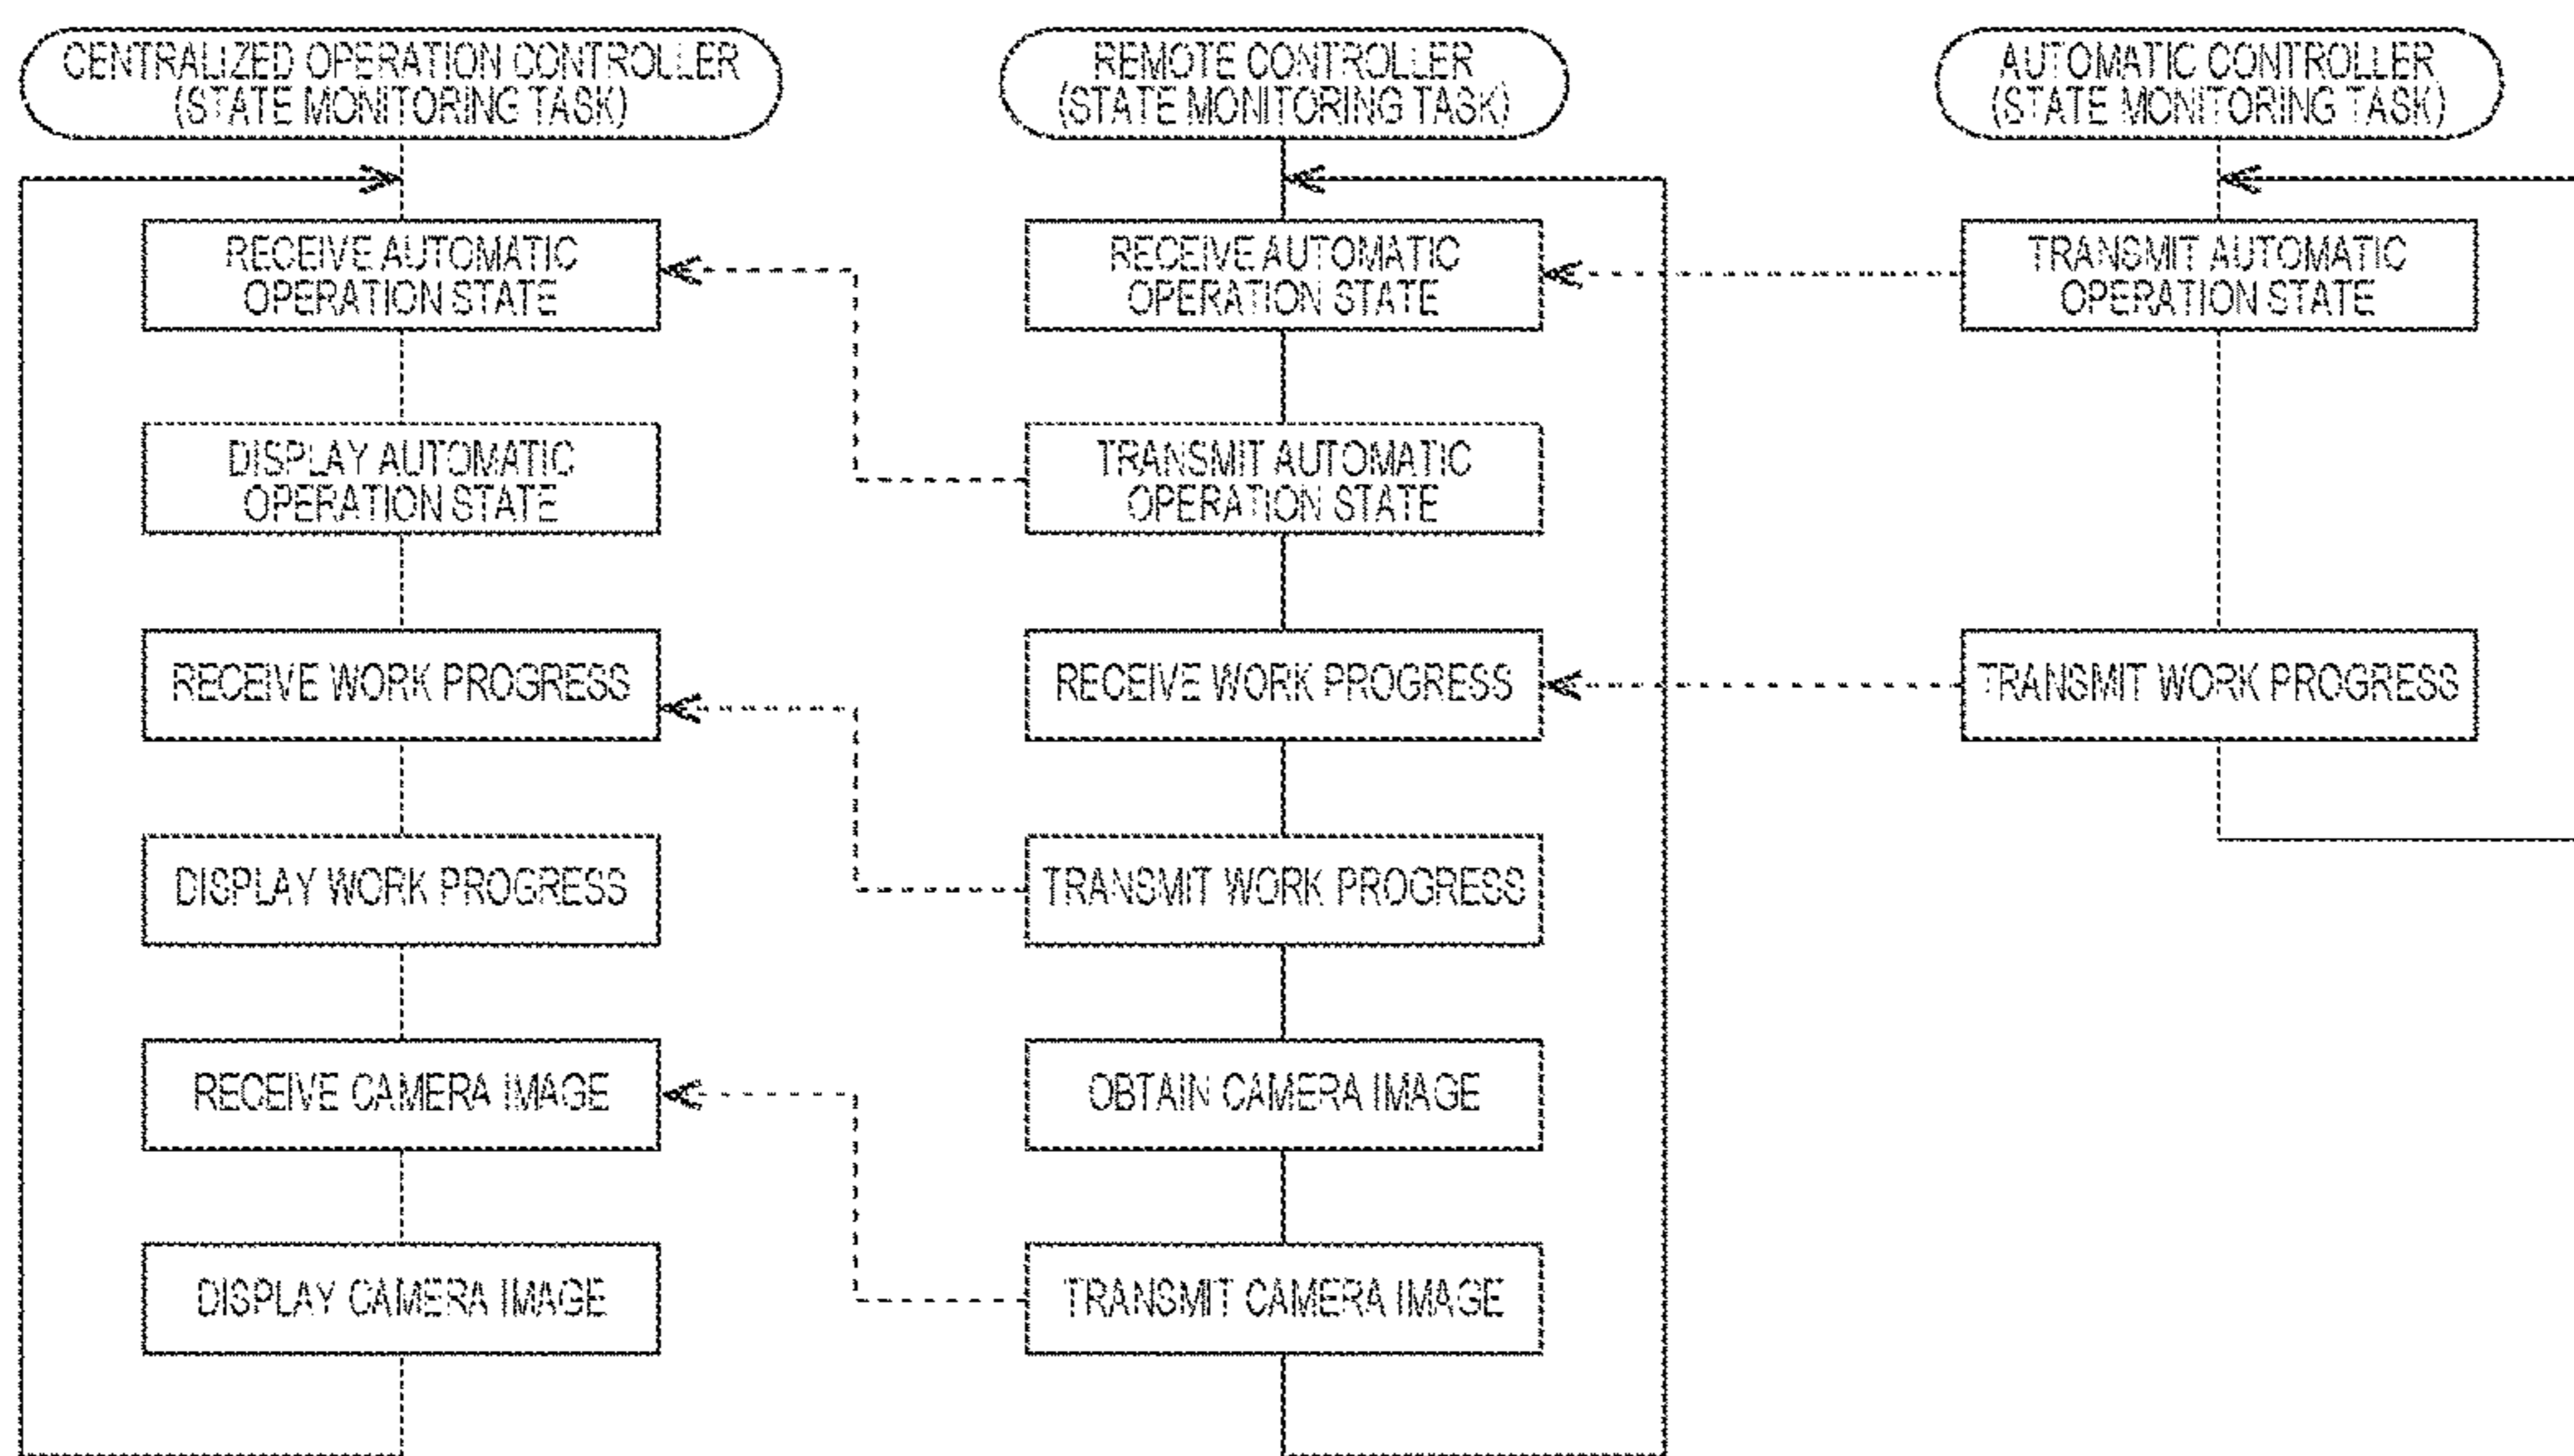 CENTRALIZED OPERATION CONTROLLER
(STATE MONITORING TASK)
RECEIVE AUTOMATIC
OPERATION STATE
DISPLAY AUTOMATIC
OPERATION STATE
RECEIVE WORK PROGRESS
DISPLAY WORK PROGRESS
RECEIVE CAMERA IMAGE
DISPLAY CAMERA IMAGE
REMOTE CONTROLLER
(STATE MONITORING TASK)
RECEIVE AUTOMATIC
OPERATION STATE
TRANSMIT AUTOMATIC
OPERATION STATE
RECEIVE WORK PROGRESS
TRANSMIT WORK PROGRESS
OBTAIN CAMERA IMAGE
TRANSMIT CAMERA IMAGE
AUTOMATIC CONTROLLER
(STATE MONITORING TASK)
TRANSMIT AUTOMATIC
OPERATION STATE
TRANSMIT WORK PROGRESS